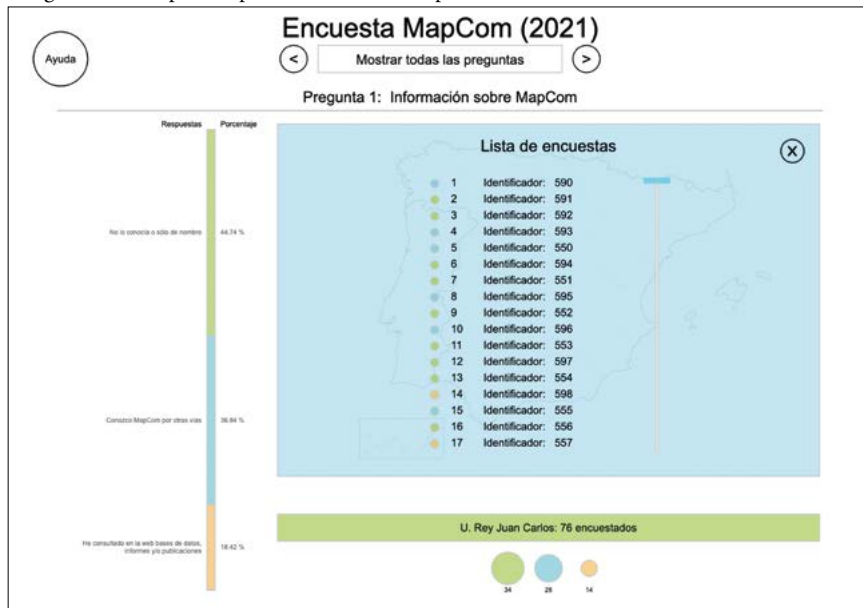 Encuesta MapCom (2021)
Ayuda
< Mostrar todas las preguntas >
Pregunta 1: Información sobre MapCom
Respuestas Porcentaje
Lista de encuestas
X
1 Identificador: 590
2 Identificador: 591
3 Identificador: 592
4 Identificador: 593
5 Identificador: 550
6 Identificador: 594
7 Identificador: 551
8 Identificador: 595
9 Identificador: 552
10 Identificador: 596
11 Identificador: 553
12 Identificador: 597
13 Identificador: 554
14 Identificador: 598
15 Identificador: 555
16 Identificador: 556
17 Identificador: 557
No la conocía o sólo de nombre 44.74 %
Conozco MapCom por otras vías 36.84 %
He consultado en la web bases de datos,
informes y/o publicaciones 18.42 %
U. Rey Juan Carlos: 76 encuestados
34 28 14